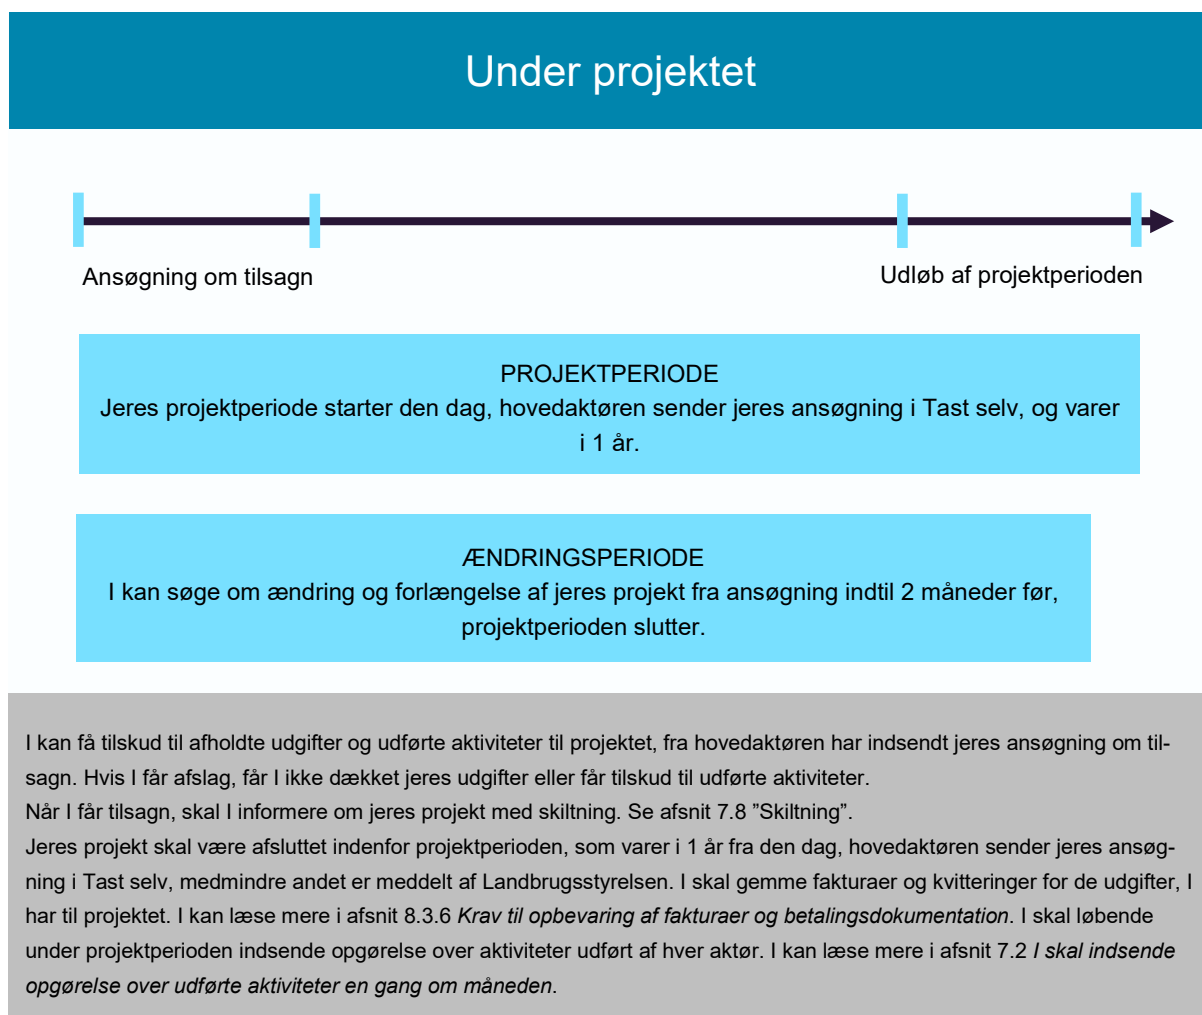 Under projektet
Ansøgning om tilsagn
Udløb af projektperioden
PROJEKTPERIODE
Jeres projektperiode starter den dag, hovedaktøren sender jeres ansøgning i Tast selv, og varer
i 1 år.
ÆNDRINGSPERIODE
I kan søge om ændring og forlængelse af jeres projekt fra ansøgning indtil 2 måneder før,
projektperioden slutter.
I kan få tilskud til afholdte udgifter og udførte aktiviteter til projektet, fra hovedaktøren har indsendt jeres ansøgning om til-
sagn. Hvis I får afslag, får I ikke dækket jeres udgifter eller får tilskud til udførte aktiviteter.
Når I får tilsagn, skal I informere om jeres projekt med skiltning. Se afsnit 7.8 ”Skiltning”.
Jeres projekt skal være afsluttet indenfor projektperioden, som varer i 1 år fra den dag, hovedaktøren sender jeres ansøg-
ning i Tast selv, medmindre andet er meddelt af Landbrugsstyrelsen. I skal gemme fakturaer og kvitteringer for de udgifter, I
har til projektet. I kan læse mere i afsnit 8.3.6 Krav til opbevaring af fakturaer og betalingsdokumentation. I skal løbende
under projektperioden indsende opgørelse over aktiviteter udført af hver aktør. I kan læse mere i afsnit 7.2 I skal indsende
opgørelse over udførte aktiviteter en gang om måneden.